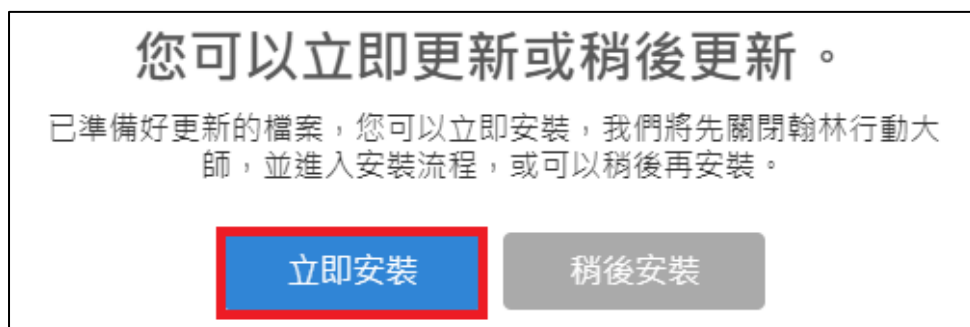 您可以立即更新或稍後更新。
已準備好更新的檔案，您可以立即安裝，我們將先關閉翰林行動大
師，並進入安裝流程，或可以稍後再安裝。
立即安裝
稍後安裝